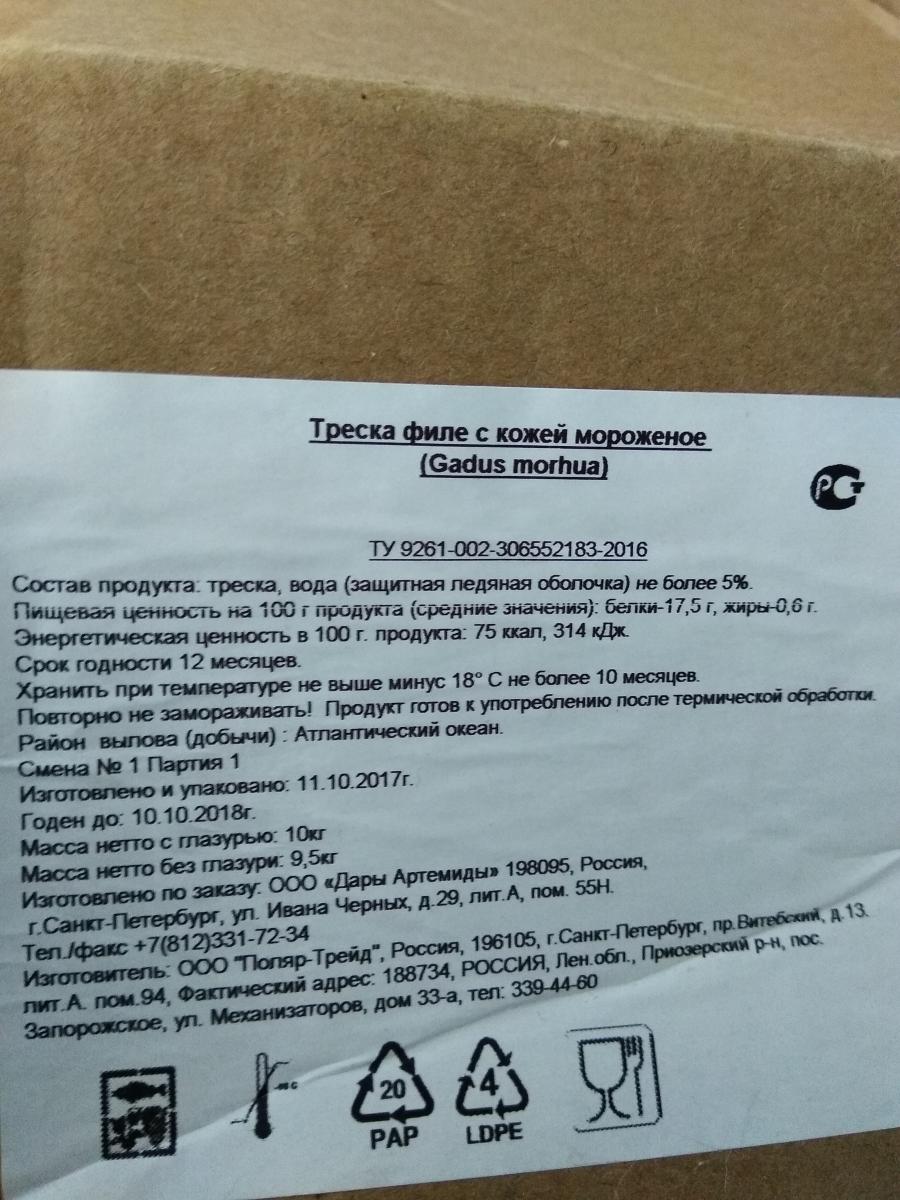 Треска филе с кожей мороженое
(Gadus morhua)
РСТ
ТУ 9261-002-306552183-2016
Состав продукта: треска, вода (защитная ледяная оболочка) не более 5%.
Пищевая ценность на 100 г продукта (средние значения): белки-17,5 г, жиры-0,6 г.
Энергетическая ценность в 100 г. продукта: 75 ккал, 314 кДж.
Срок годности 12 месяцев.
Хранить при температуре не выше минус 18° С не более 10 месяцев.
Повторно не замораживать! Продукт готов к употреблению после термической обработки.
Район вылова (добычи) : Атлантический океан.
Смена № 1 Партия 1
Изготовлено и упаковано: 11.10.2017г.
Годен до: 10.10.2018г.
Масса нетто с глазурью: 10кг
Масса нетто без глазури: 9,5кг
Изготовлено по заказу: ООО «Дары Артемиды» 198095, Россия,
г.Санкт-Петербург, ул. Ивана Черных, д.29, лит.А, пом. 55Н.
Тел./факс +7(812)331-72-34
Изготовитель: ООО "Поляр-Трейд", Россия, 196105, г.Санкт-Петербург, пр.Витебский, д.13.
лит.А. пом.94, Фактический адрес: 188734, РОССИЯ, Лен.обл., Приозерский р-н, пос.
Запорожское, ул. Механизаторов, дом 33-а, тел: 339-44-60
20
PAP
4
LDPE